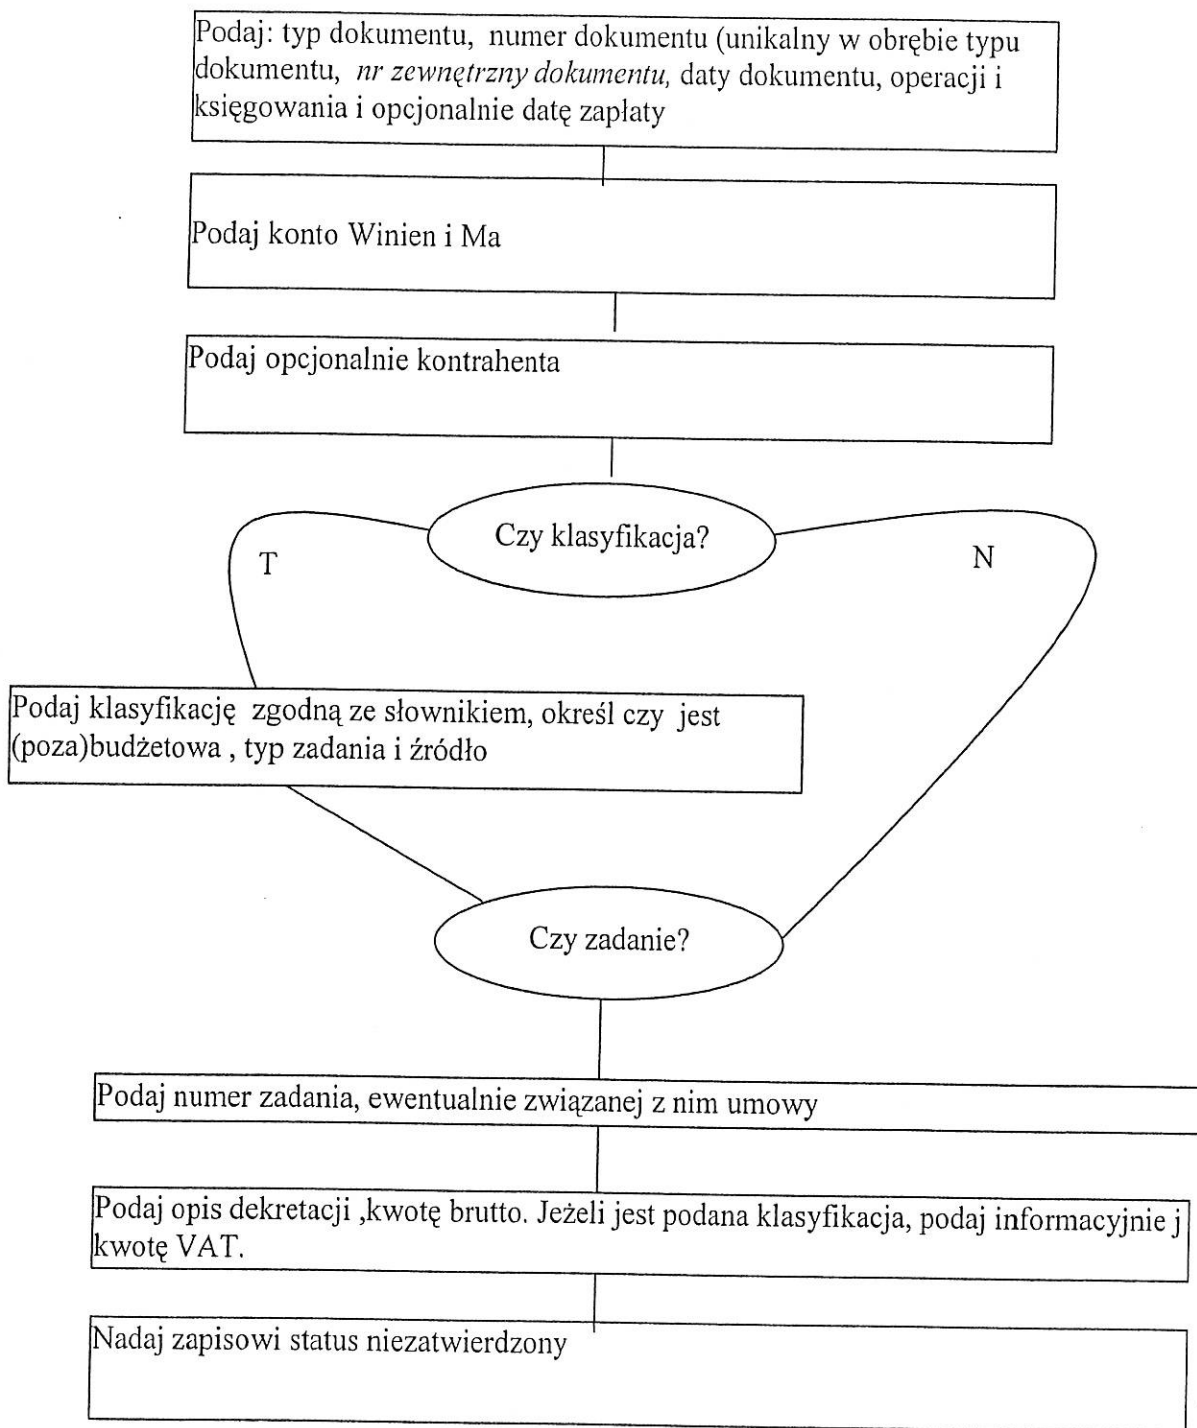 Podaj: typ dokumentu, numer dokumentu (unikalny w obrębie typu
dokumentu, nr zewnętrzny dokumentu, daty dokumentu, operacji i
księgowania i opcjonalnie datę zapłaty
Podaj konto Winien i Ma
Podaj opcjonalnie kontrahenta
Czy klasyfikacja?
T
N
Podaj klasyfikację zgodną ze słownikiem, określ czy jest
(poza)budżetowa , typ zadania i źródło
Czy zadanie?
Podaj numer zadania, ewentualnie związanej z nim umowy
Podaj opis dekretacji ,kwotę brutto. Jeżeli jest podana klasyfikacja, podaj informacyjnie j
kwotę VAT.
Nadaj zapisowi status niezatwierdzony